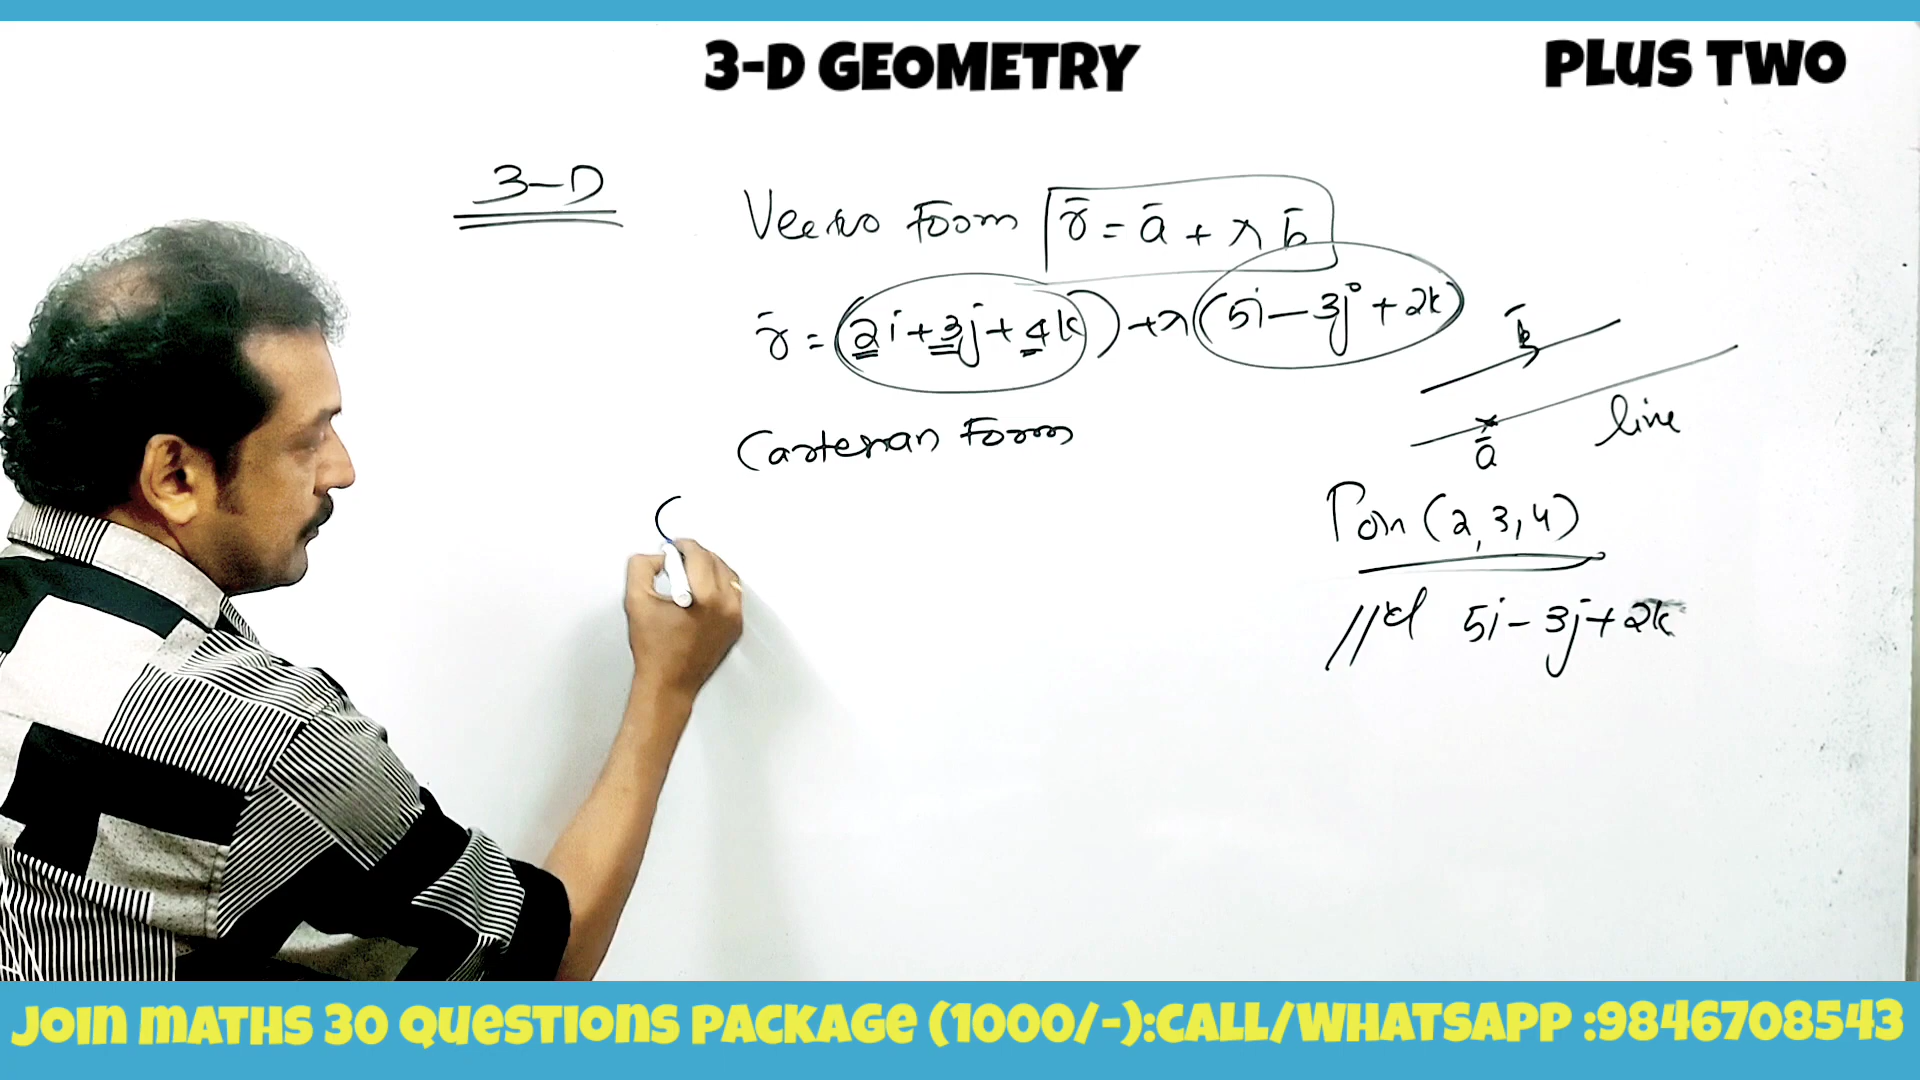 3-D GEOMETRY
PLUS TWO
3-D
Vector Form r̄ = ā + λ b̄
r̄ = (2i+3j+4k) + λ(5i-3j+2k)
b̄
line
ā
Cartesian Form
Poin (2,3,4)
//el 5i-3j+2k
(
JOIN MATHS 30 QUESTIONS PACKAGE (1000/-):CALL/WHATSAPP :9846708543